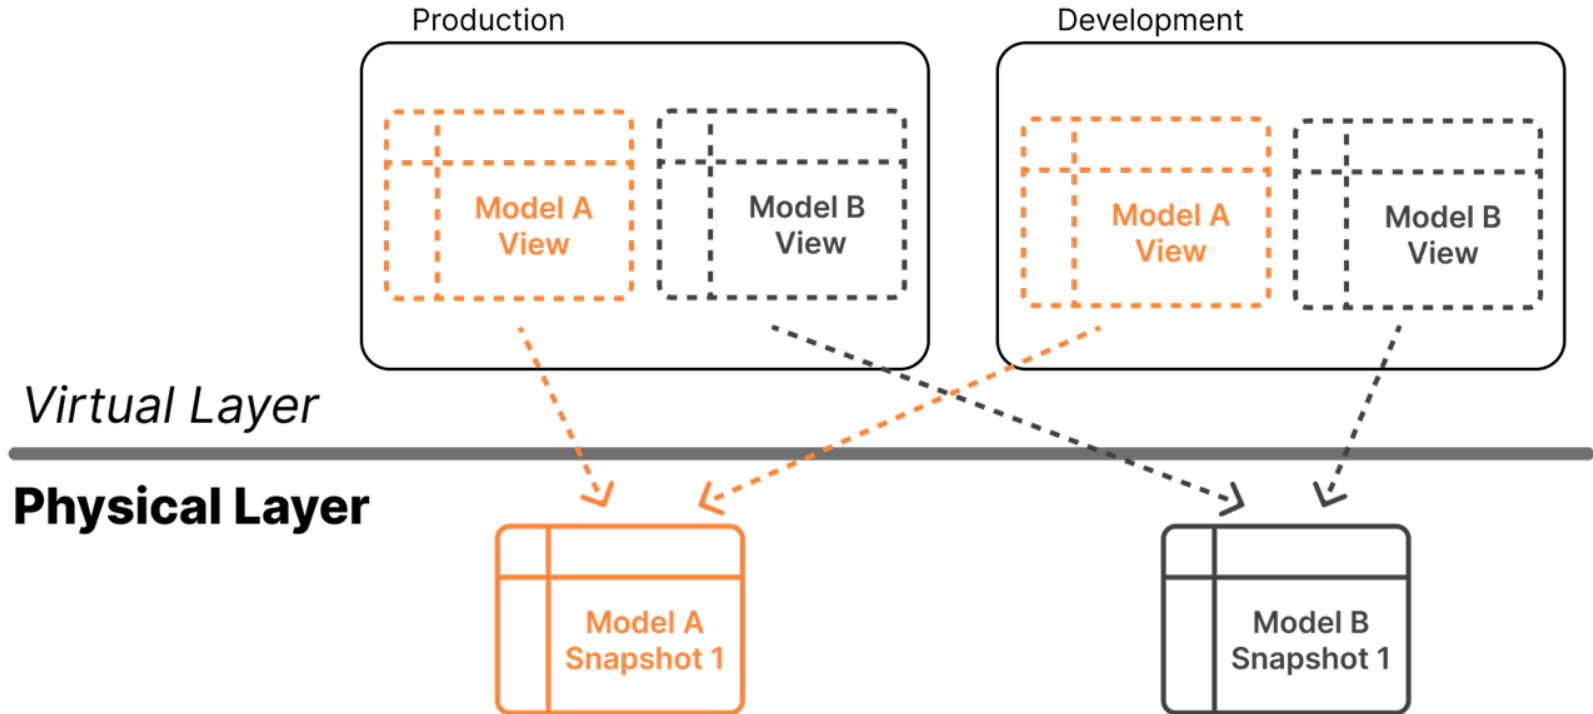 Production
Development
Model A
View
Model B
View
Model A
View
Model B
View
Virtual Layer
Physical Layer
Model A
Snapshot 1
Model B
Snapshot 1